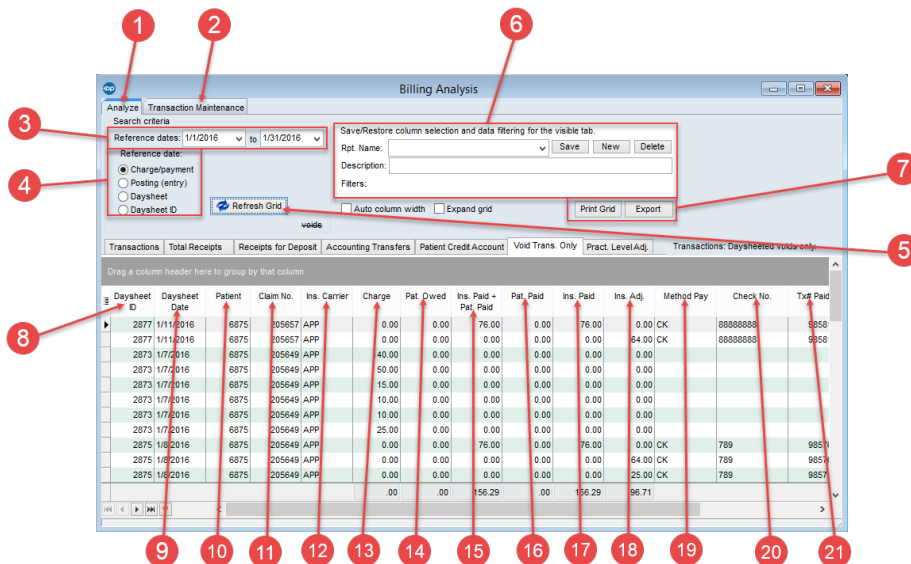 1 2 6
Billing Analysis
Analyze Transaction Maintenance
Search criteria
3 Reference dates: 1/1/2016 to 1/31/2016
Save/Restore column selection and data filtering for the visible tab.
Rpt. Name: Save New Delete
Reference date:
Description:
4 Charge/payment
7
Posting (entry)
Filters:
Daysheet
Daysheet ID
Refresh Grid
Auto column width Expand grid Print Grid Export
voids
5
Transactions Total Receipts Receipts for Deposit Accounting Transfers Patient Credit Account Void Trans. Only Pract. Level Adj. Transactions: Daysheeted voids only.
Drag a column header here to group by that column
Daysheet ID Daysheet Date Patient Claim No. Ins. Carrier Charge Pat. Owed Ins. Paid + Pat. Paid Pat. Paid Ins. Paid Ins. Adj. Method Pay Check No. Tx# Paid
8
2877 1/11/2016 6875 205657 APP 0.00 0.00 76.00 0.00 76.00 0.00 CK 88888888 9858
2877 1/11/2016 6875 205657 APP 0.00 0.00 0.00 0.00 0.00 64.00 CK 88888888 9858
2873 1/7/2016 6875 205649 APP 40.00 0.00 0.00 0.00 0.00 0.00
2873 1/7/2016 6875 205649 APP 50.00 0.00 0.00 0.00 0.00 0.00
2873 1/7/2016 6875 205649 APP 15.00 0.00 0.00 0.00 0.00 0.00
2873 1/7/2016 6875 205649 APP 10.00 0.00 0.00 0.00 0.00 0.00
2873 1/7/2016 6875 205649 APP 10.00 0.00 0.00 0.00 0.00 0.00
2873 1/7/2016 6875 205649 APP 25.00 0.00 0.00 0.00 0.00 0.00
2875 1/8/2016 6875 205649 APP 0.00 0.00 76.00 0.00 76.00 0.00 CK 789 9857
2875 1/8/2016 6875 205649 APP 0.00 0.00 0.00 0.00 0.00 64.00 CK 789 9857
2875 1/8/2016 6875 205649 APP 0.00 0.00 0.00 0.00 0.00 25.00 CK 789 9857
.00 .00 156.29 .00 156.29 96.71
9 10 11 12 13 14 15 16 17 18 19 20 21